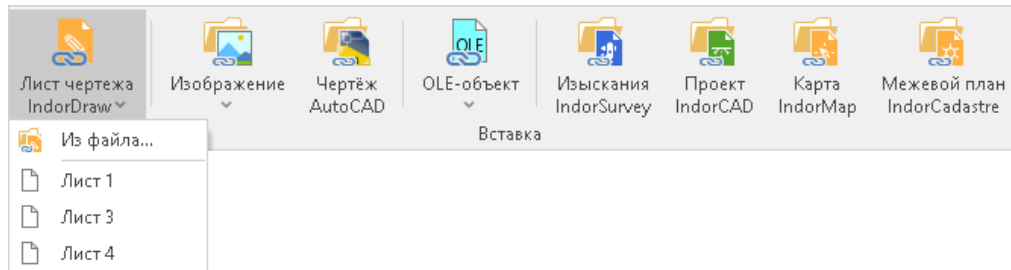 OLE
Лист чертежа
IndorDraw
Изображение
Чертёж
AutoCAD
OLE-объект
Изыскания
IndorSurvey
Проект
IndorCAD
Карта
IndorMap
Межевой план
IndorCadastre
Вставка
Из файла...
Лист 1
Лист 3
Лист 4